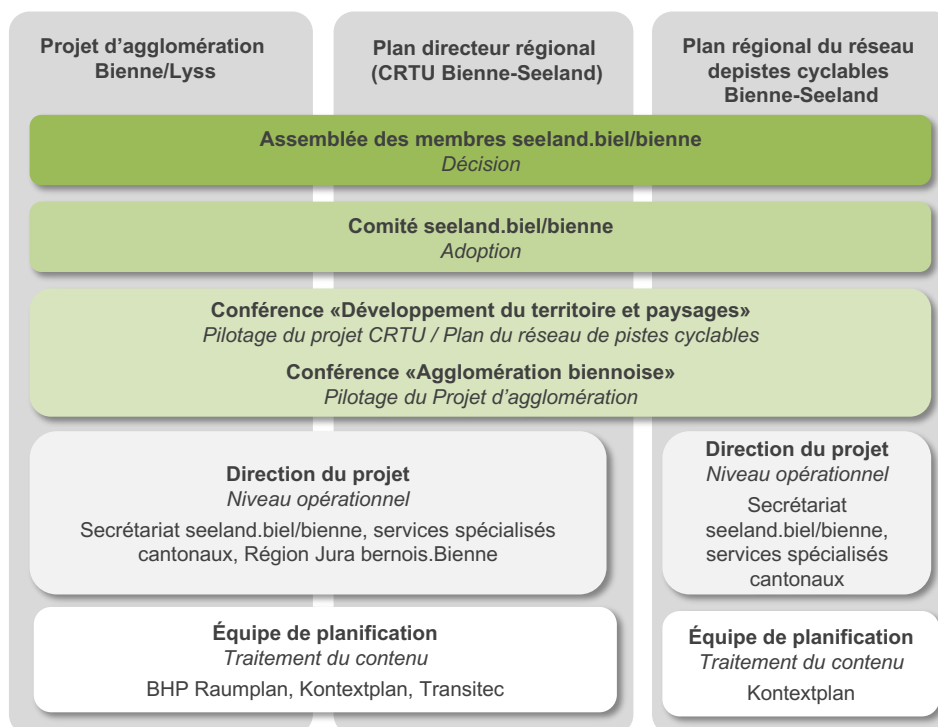 Projet d’agglomération
Bienne/Lyss
Plan directeur régional
(CRTU Bienne-Seeland)
Plan régional du réseau
depistes cyclables
Bienne-Seeland
Assemblée des membres seeland.biel/bienne
Décision
Comité seeland.biel/bienne
Adoption
Conférence «Développement du territoire et paysages»
Pilotage du projet CRTU / Plan du réseau de pistes cyclables
Conférence «Agglomération biennoise»
Pilotage du Projet d’agglomération
Direction du projet
Niveau opérationnel
Secrétariat seeland.biel/bienne, services spécialisés
cantonaux, Région Jura bernois.Bienne
Direction du projet
Niveau opérationnel
Secrétariat
seeland.biel/bienne,
services spécialisés
cantonaux
Équipe de planification
Traitement du contenu
BHP Raumplan, Kontextplan, Transitec
Équipe de planification
Traitement du contenu
Kontextplan